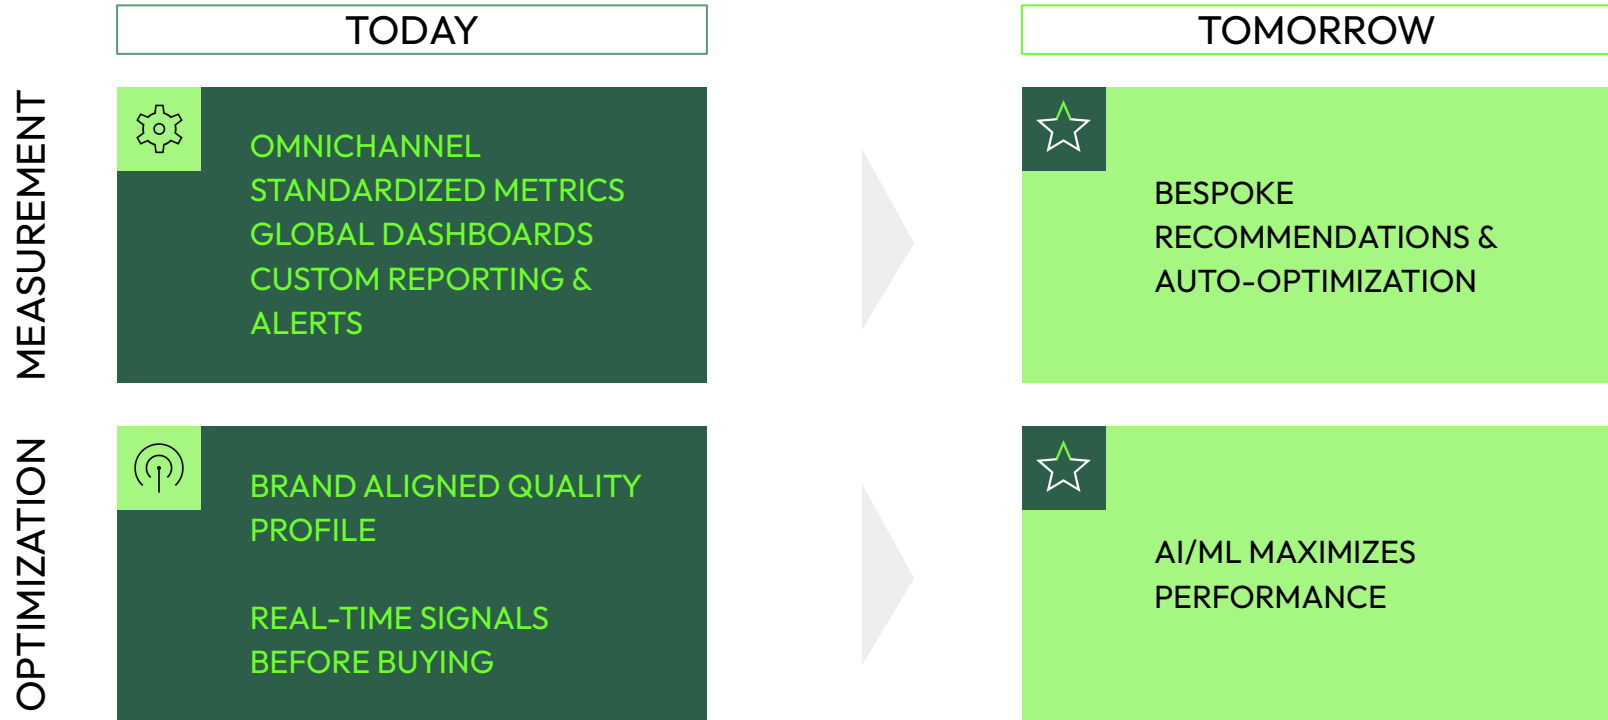 TODAY
TOMORROW
MEASUREMENT
OMNICHANNEL
STANDARDIZED METRICS
GLOBAL DASHBOARDS
CUSTOM REPORTING &
ALERTS
BESPOKE
RECOMMENDATIONS &
AUTO-OPTIMIZATION
OPTIMIZATION
BRAND ALIGNED QUALITY
PROFILE
REAL-TIME SIGNALS
BEFORE BUYING
AI/ML MAXIMIZES
PERFORMANCE